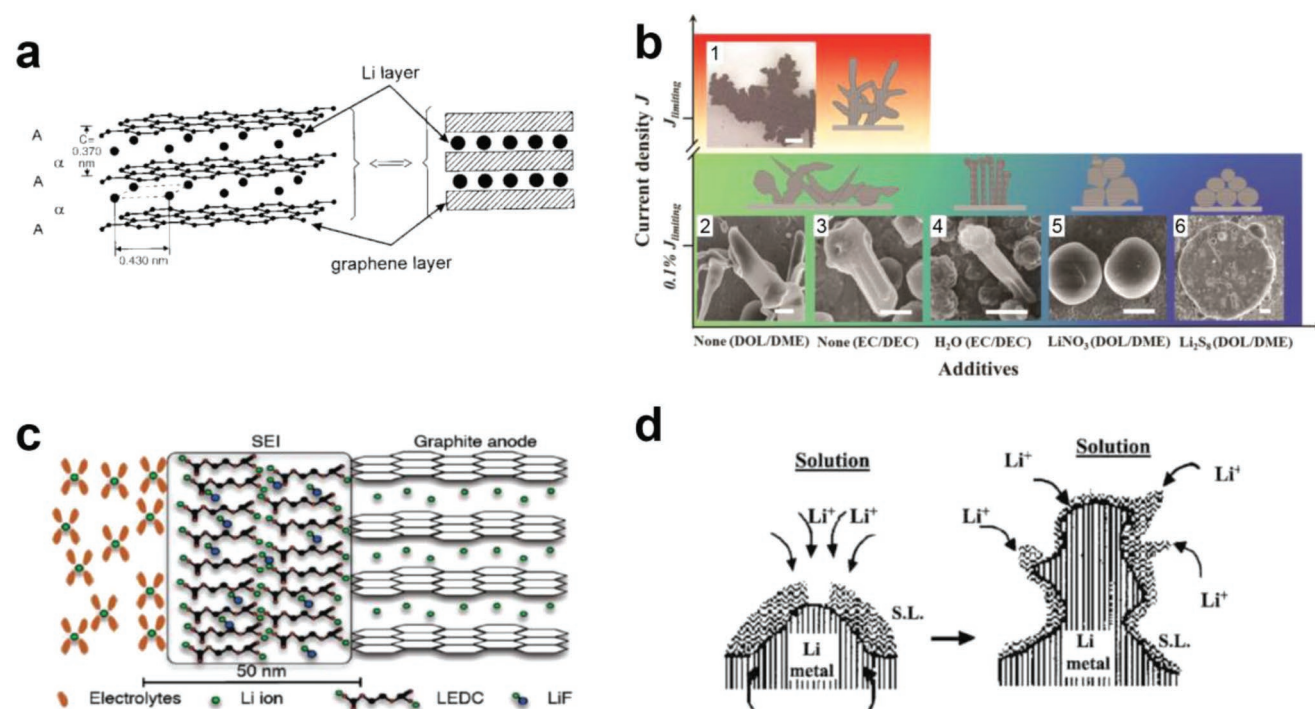 a
Li layer
A
C=
0.370
nm
α
A
α
A
0.430 nm
graphene layer
b
Current density J
J limiting
0.1% J limiting
1
2
3
4
5
6
None (DOL/DME)
None (EC/DEC)
H₂O (EC/DEC)
LiNO₃ (DOL/DME)
Li₂S₈ (DOL/DME)
Additives
c
SEI
Graphite anode
50 nm
Electrolytes
Li ion
LEDC
LiF
d
Solution
Li⁺
Li⁺
S.L.
Li
metal
Solution
Li⁺
Li⁺
Li⁺
Li⁺
S.L.
Li
metal